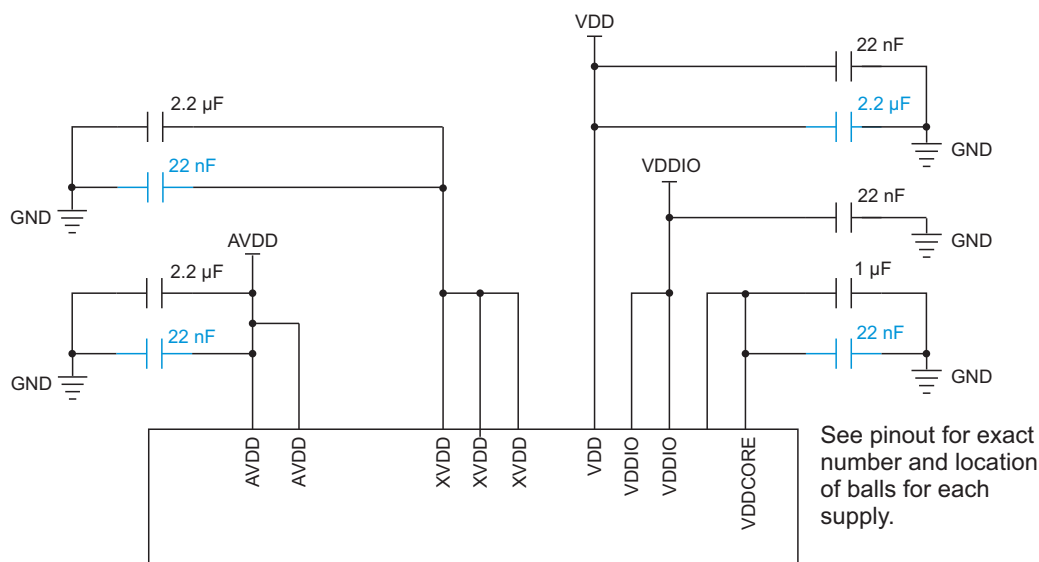 VDD
22 nF
2.2 µF
2.2 µF
GND
22 nF
VDDIO
22 nF
GND
AVDD
GND
2.2 µF
1 µF
22 nF
22 nF
GND
GND
AVDD
AVDD
XVDD
XVDD
XVDD
VDD
VDDIO
VDDIO
VDDCORE
See pinout for exact
number and location
of balls for each
supply.